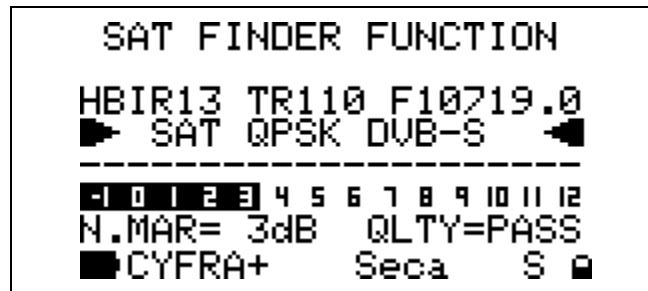 SAT FINDER FUNCTION
HBIR13 TR110 F10719.0
SAT QPSK DVB-S
-1 0 1 2 3 4 5 6 7 8 9 10 11 12
N.MAR= 3dB QLTY=PASS
CYFRA+ Seca S